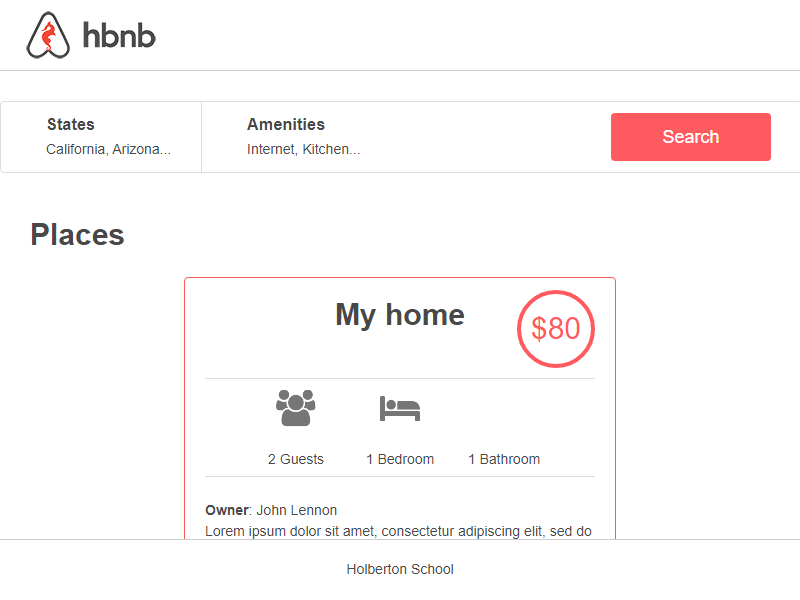 hbnb
States
California, Arizona...
Amenities
Internet, Kitchen...
Search
Places
My home
$80
2 Guests
1 Bedroom
1 Bathroom
Owner: John Lennon
Lorem ipsum dolor sit amet, consectetur adipiscing elit, sed do
Holberton School